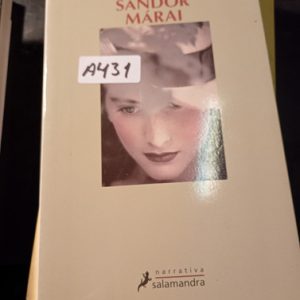 SÁNDOR
MÁRAI
A431
narrativa
salamandra